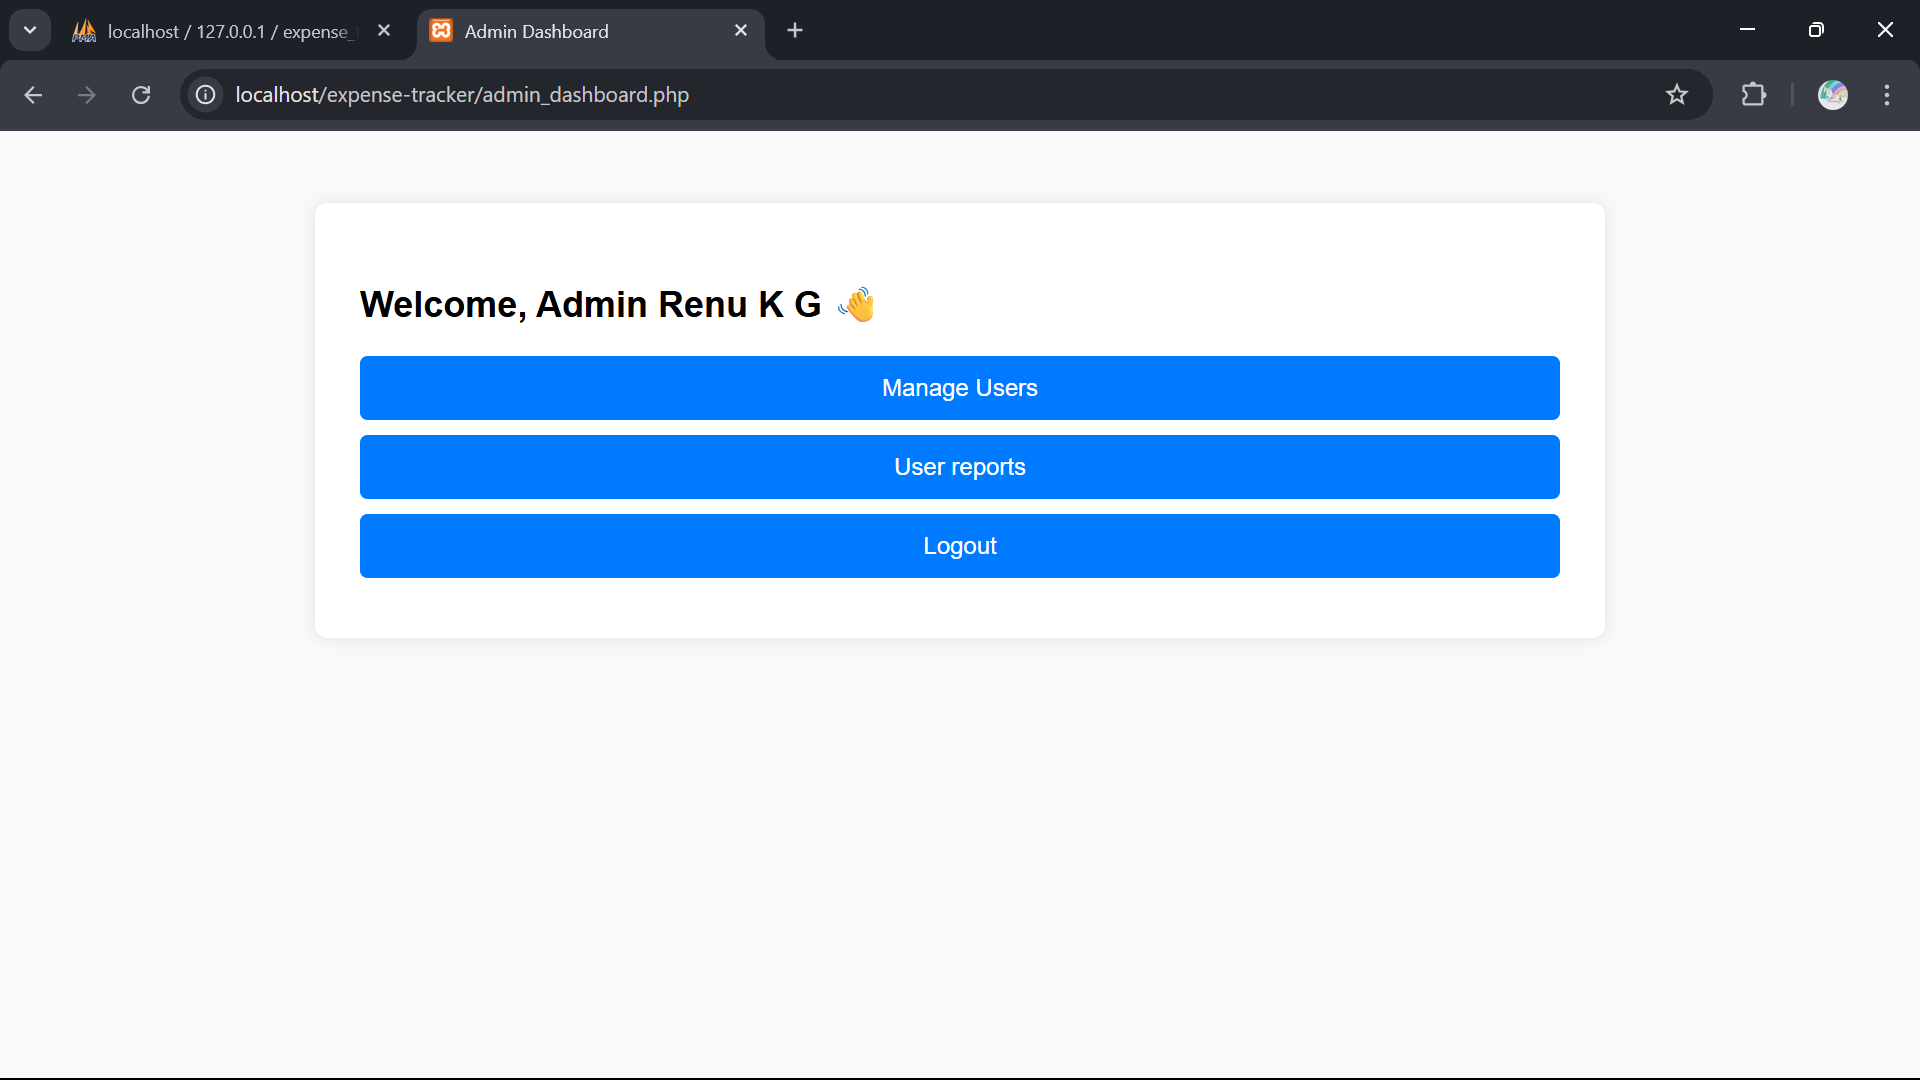 localhost / 127.0.0.1 / expense_
Admin Dashboard
localhost/expense-tracker/admin_dashboard.php
Welcome, Admin Renu K G 👋
Manage Users
User reports
Logout